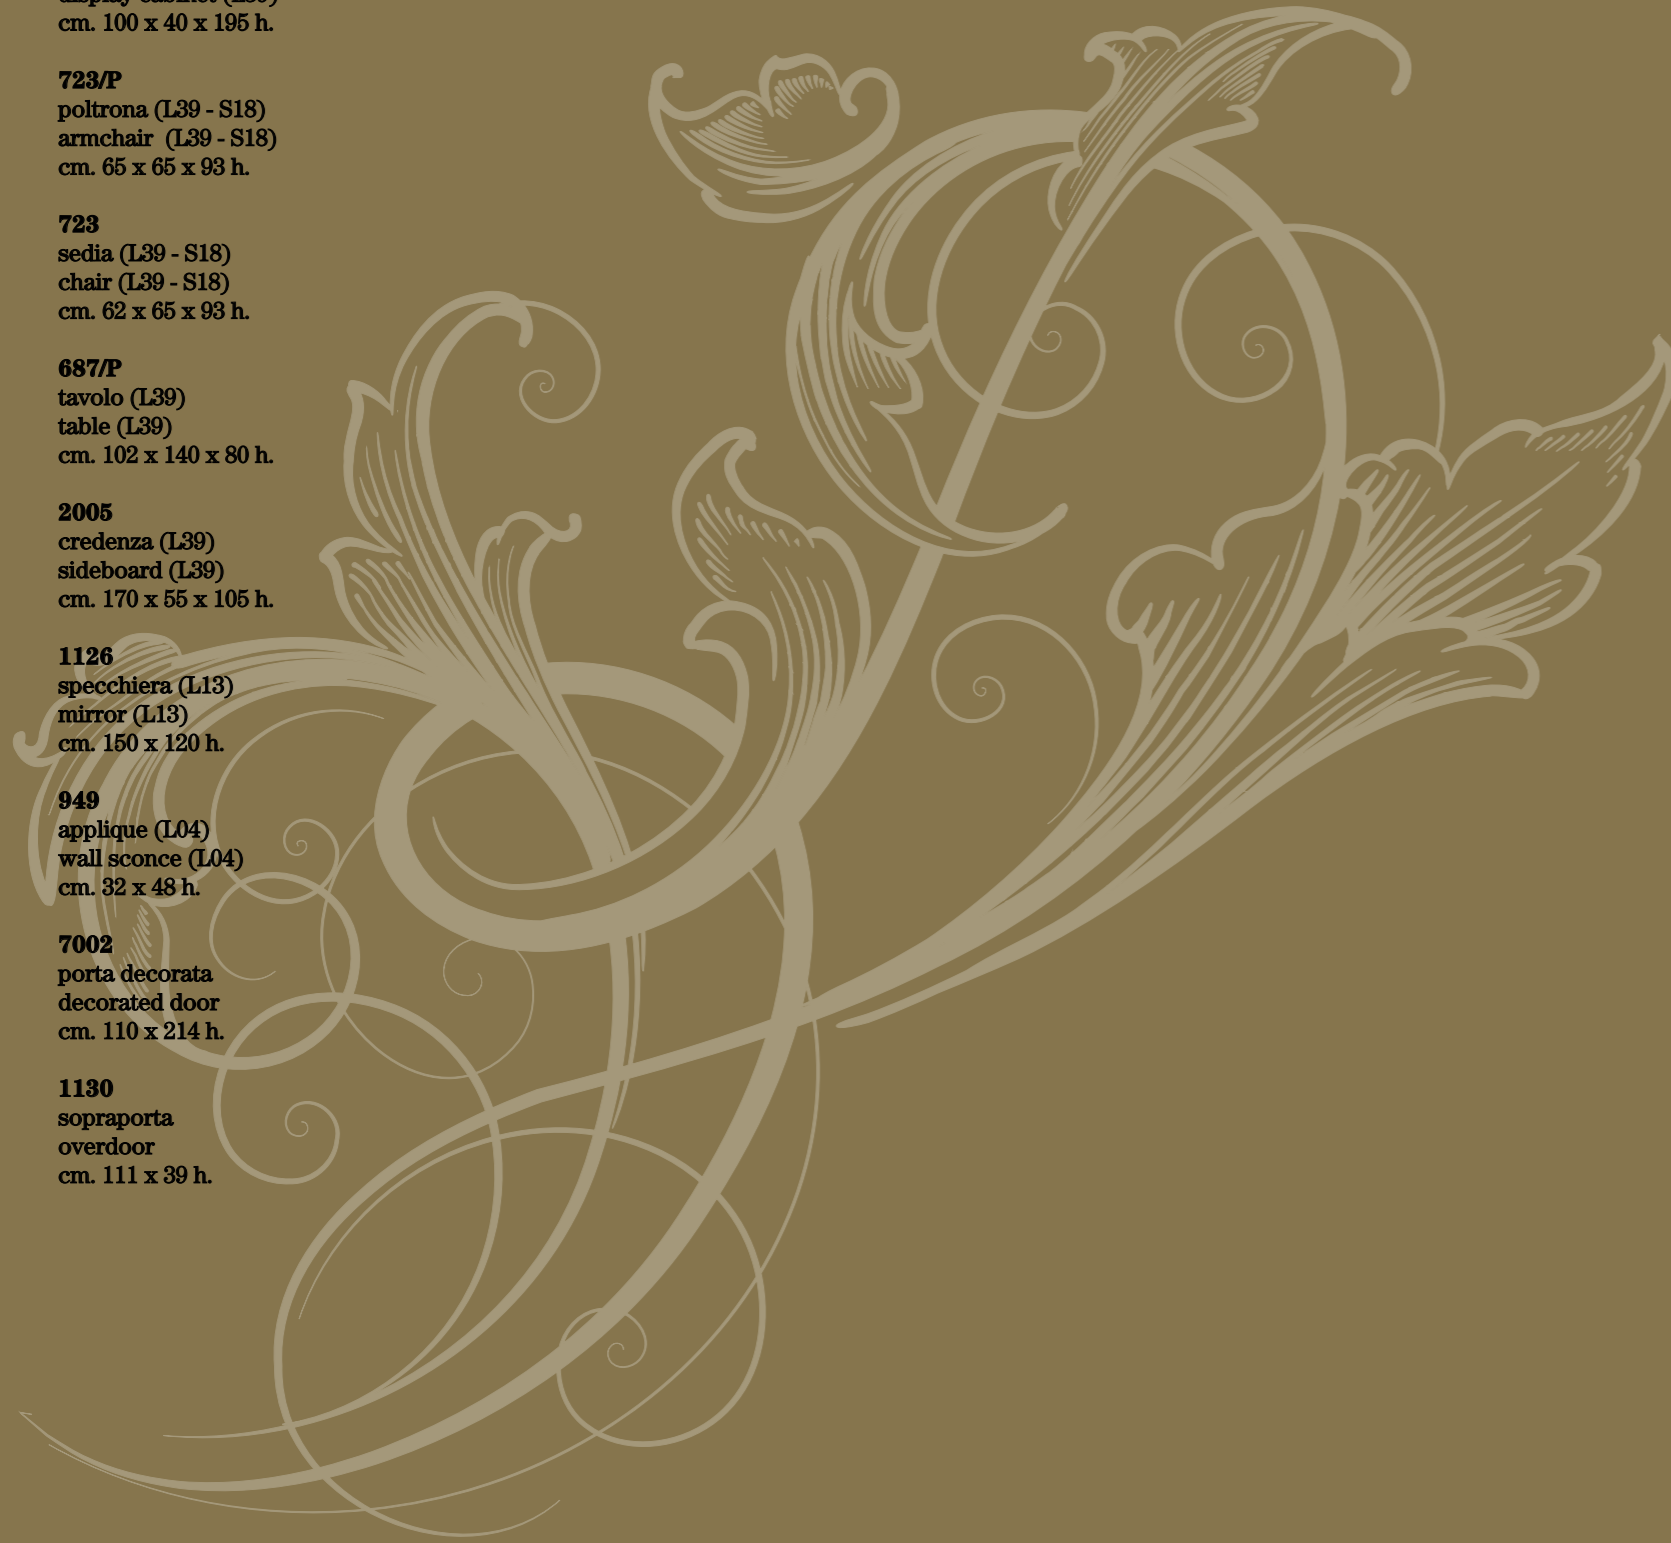 display cabinet (L39)
cm. 100 x 40 x 195 h.
723/P
poltrona (L39 - S18)
armchair (L39 - S18)
cm. 65 x 65 x 93 h.
723
sedia (L39 - S18)
chair (L39 - S18)
cm. 62 x 65 x 93 h.
687/P
tavolo (L39)
table (L39)
cm. 102 x 140 x 80 h.
2005
credenza (L39)
sideboard (L39)
cm. 170 x 55 x 105 h.
1126
specchiera (L13)
mirror (L13)
cm. 150 x 120 h.
949
applique (L04)
wall sconce (L04)
cm. 32 x 48 h.
7002
porta decorata
decorated door
cm. 110 x 214 h.
1130
sopraporta
overdoor
cm. 111 x 39 h.